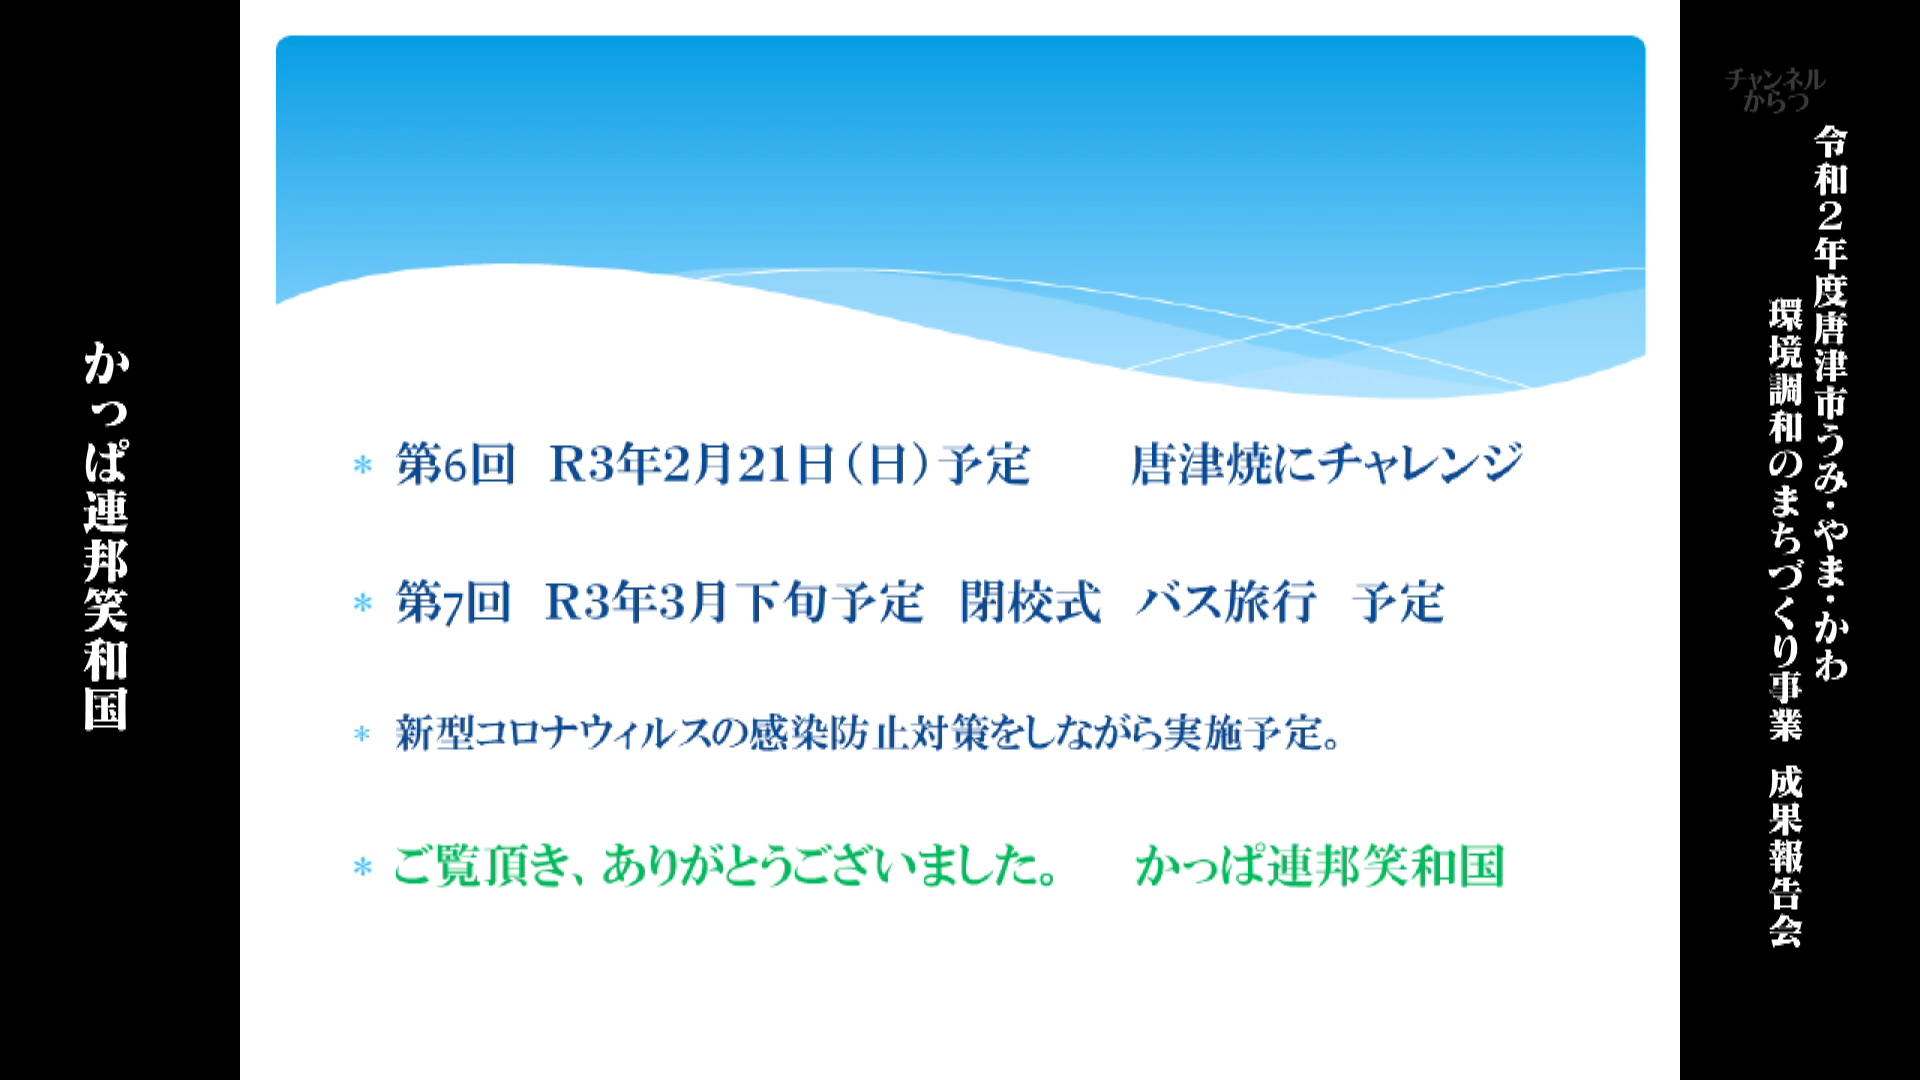 チャンネル
からつ
令和2年度唐津市うみ・やま・かわ
環境調和のまちづくり事業 成果報告会
* 第6回 R3年2月21日(日)予定 唐津焼にチャレンジ
* 第7回 R3年3月下旬予定 閉校式 バス旅行 予定
* 新型コロナウィルスの感染防止対策をしながら実施予定。
* ご覧頂き、ありがとうございました。 かっぱ連邦笑和国
かっぱ連邦笑和国